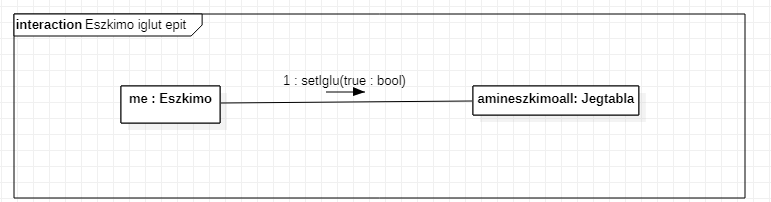 interaction Eszkimo iglut epit
1 : setIglu(true : bool)
me : Eszkimo
amineszkimoall: Jegtabla